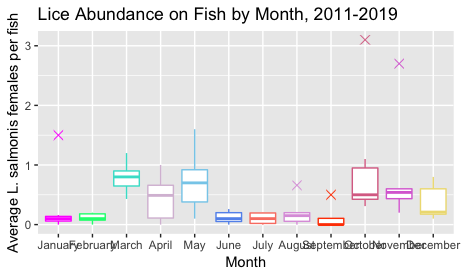 Lice Abundance on Fish by Month, 2011-2019
Average L. salmonis females per fish
3
2
1
0
January February March April May June July August September October November December
Month